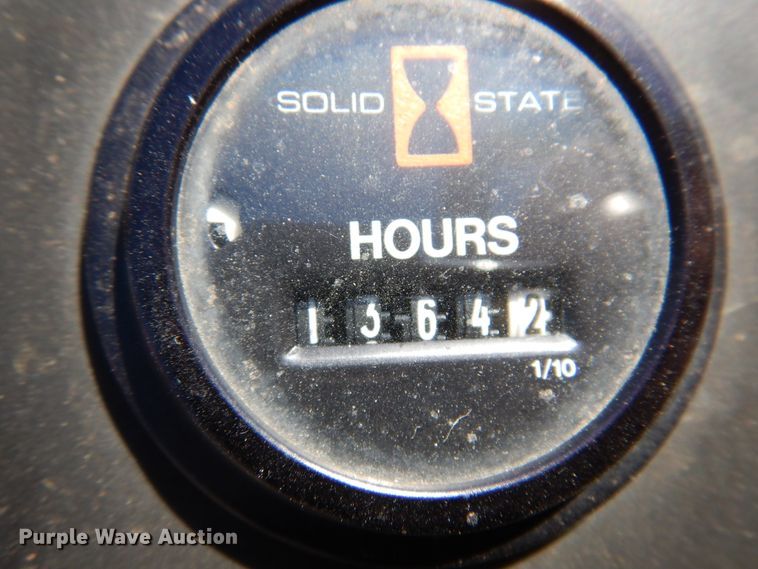 SOLID STATE
HOURS
1 3 6 4 2
1/10
Purple Wave Auction